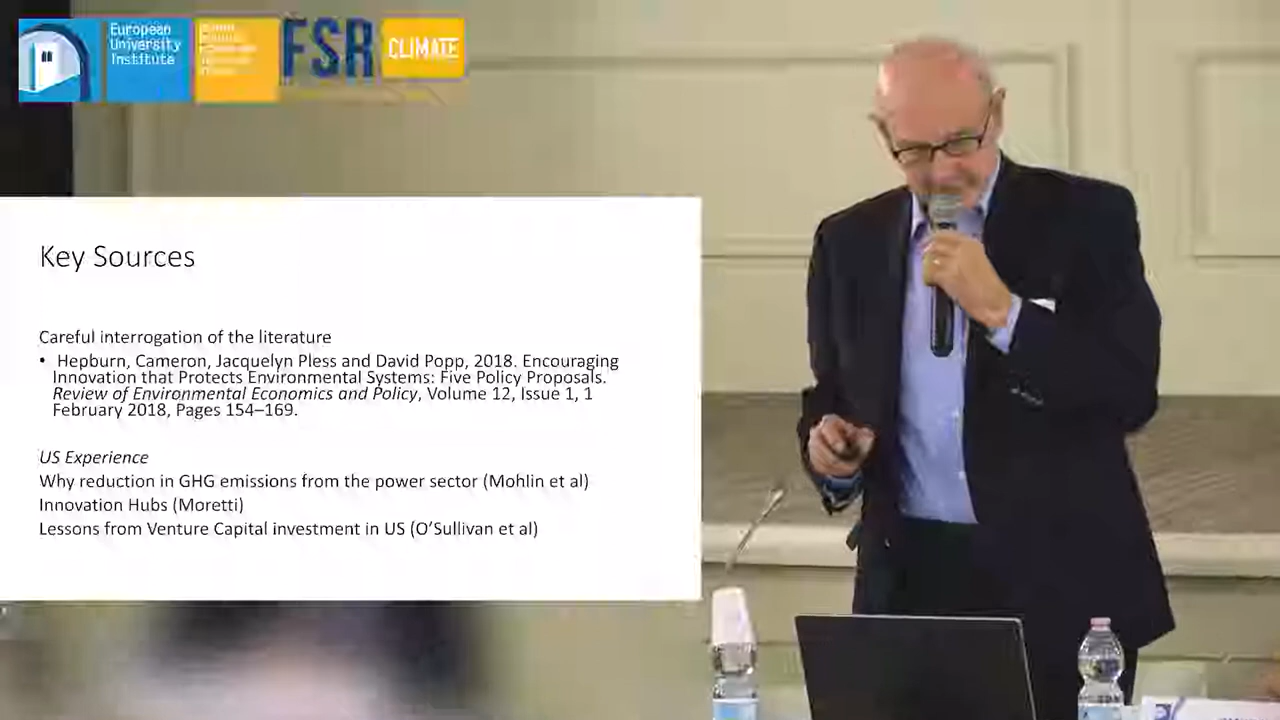 European
University
Institute
FSR
CLIMATE
Key Sources
Careful interrogation of the literature
• Hepburn, Cameron, Jacquelyn Pless and David Popp, 2018. Encouraging
Innovation that Protects Environmental Systems: Five Policy Proposals.
Review of Environmental Economics and Policy, Volume 12, Issue 1, 1
February 2018, Pages 154–169.
US Experience
Why reduction in GHG emissions from the power sector (Mohlin et al)
Innovation Hubs (Moretti)
Lessons from Venture Capital investment in US (O’Sullivan et al)